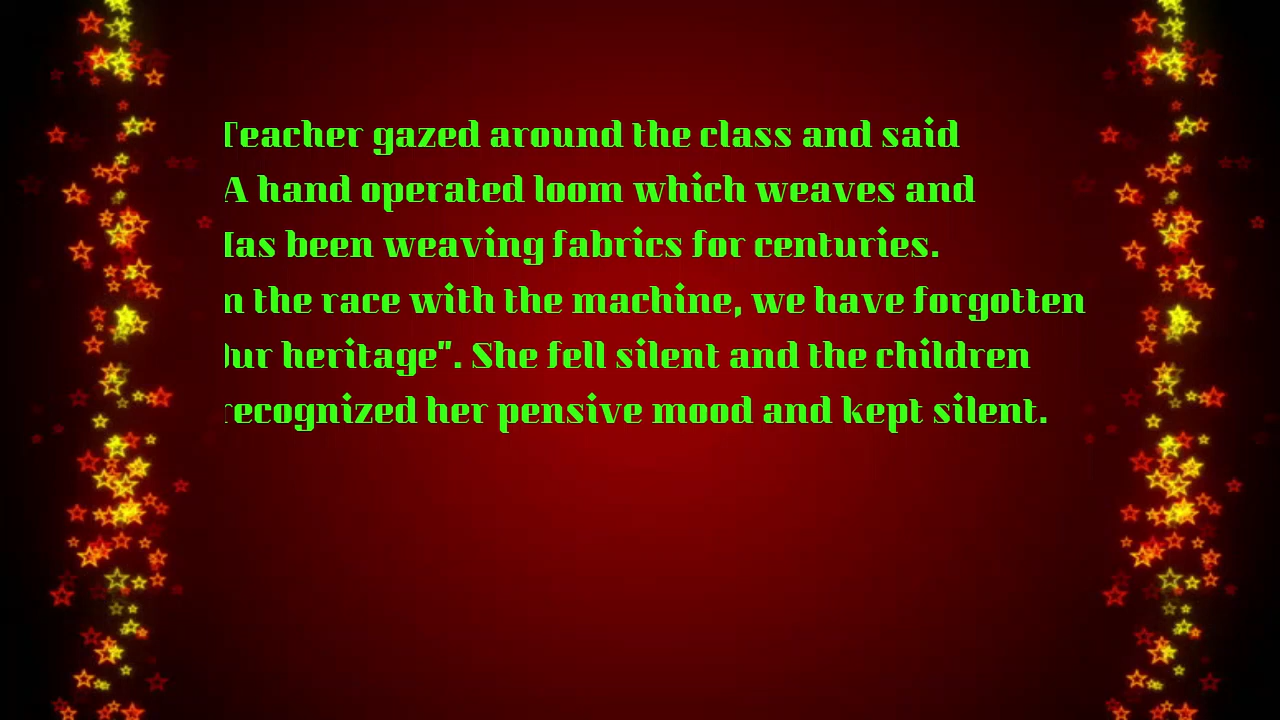 Teacher gazed around the class and said
A hand operated loom which weaves and
Has been weaving fabrics for centuries.
In the race with the machine, we have forgotten
Our heritage". She fell silent and the children
recognized her pensive mood and kept silent.